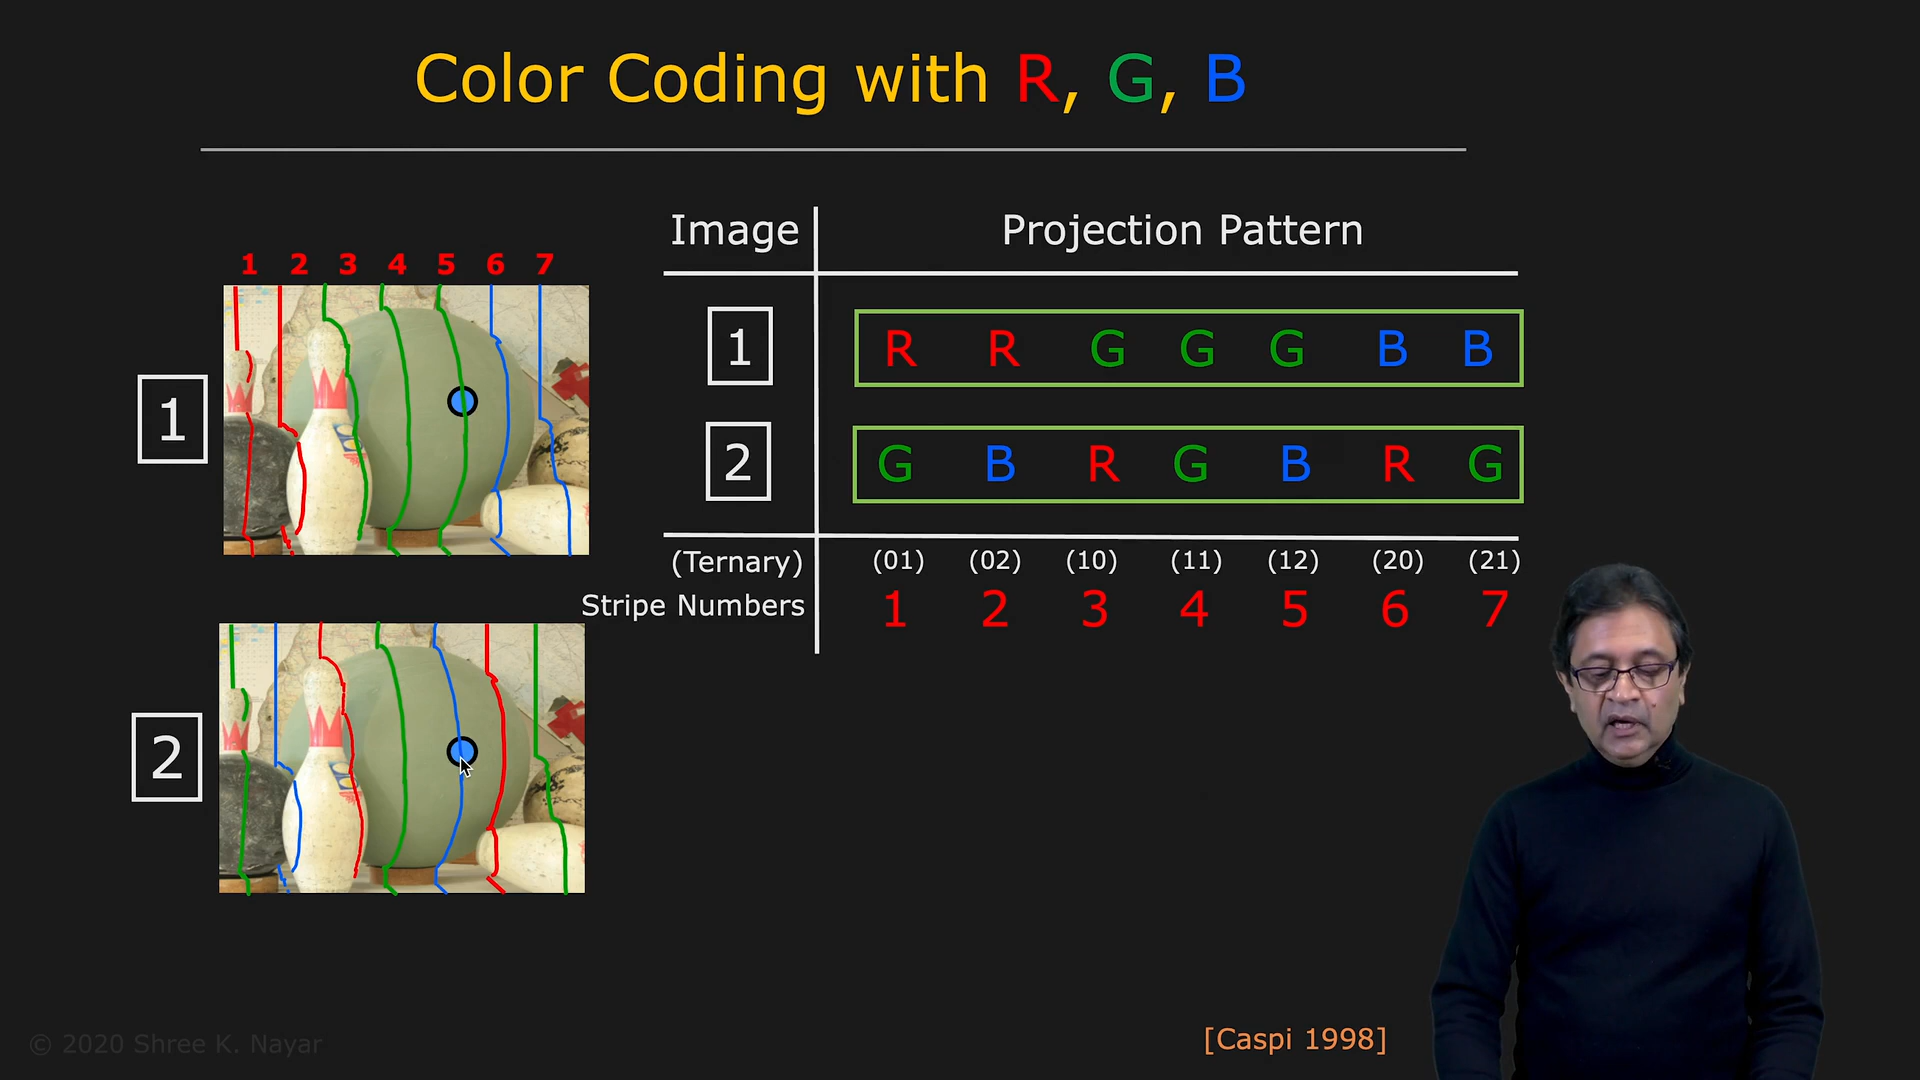 Color Coding with R, G, B
1 2 3 4 5 6 7
1
2
Image Projection Pattern
1 R R G G G B B
2 G B R G B R G
(Ternary) (01) (02) (10) (11) (12) (20) (21)
Stripe Numbers 1 2 3 4 5 6 7
[Caspi 1998]
© 2020 Shree K. Nayar